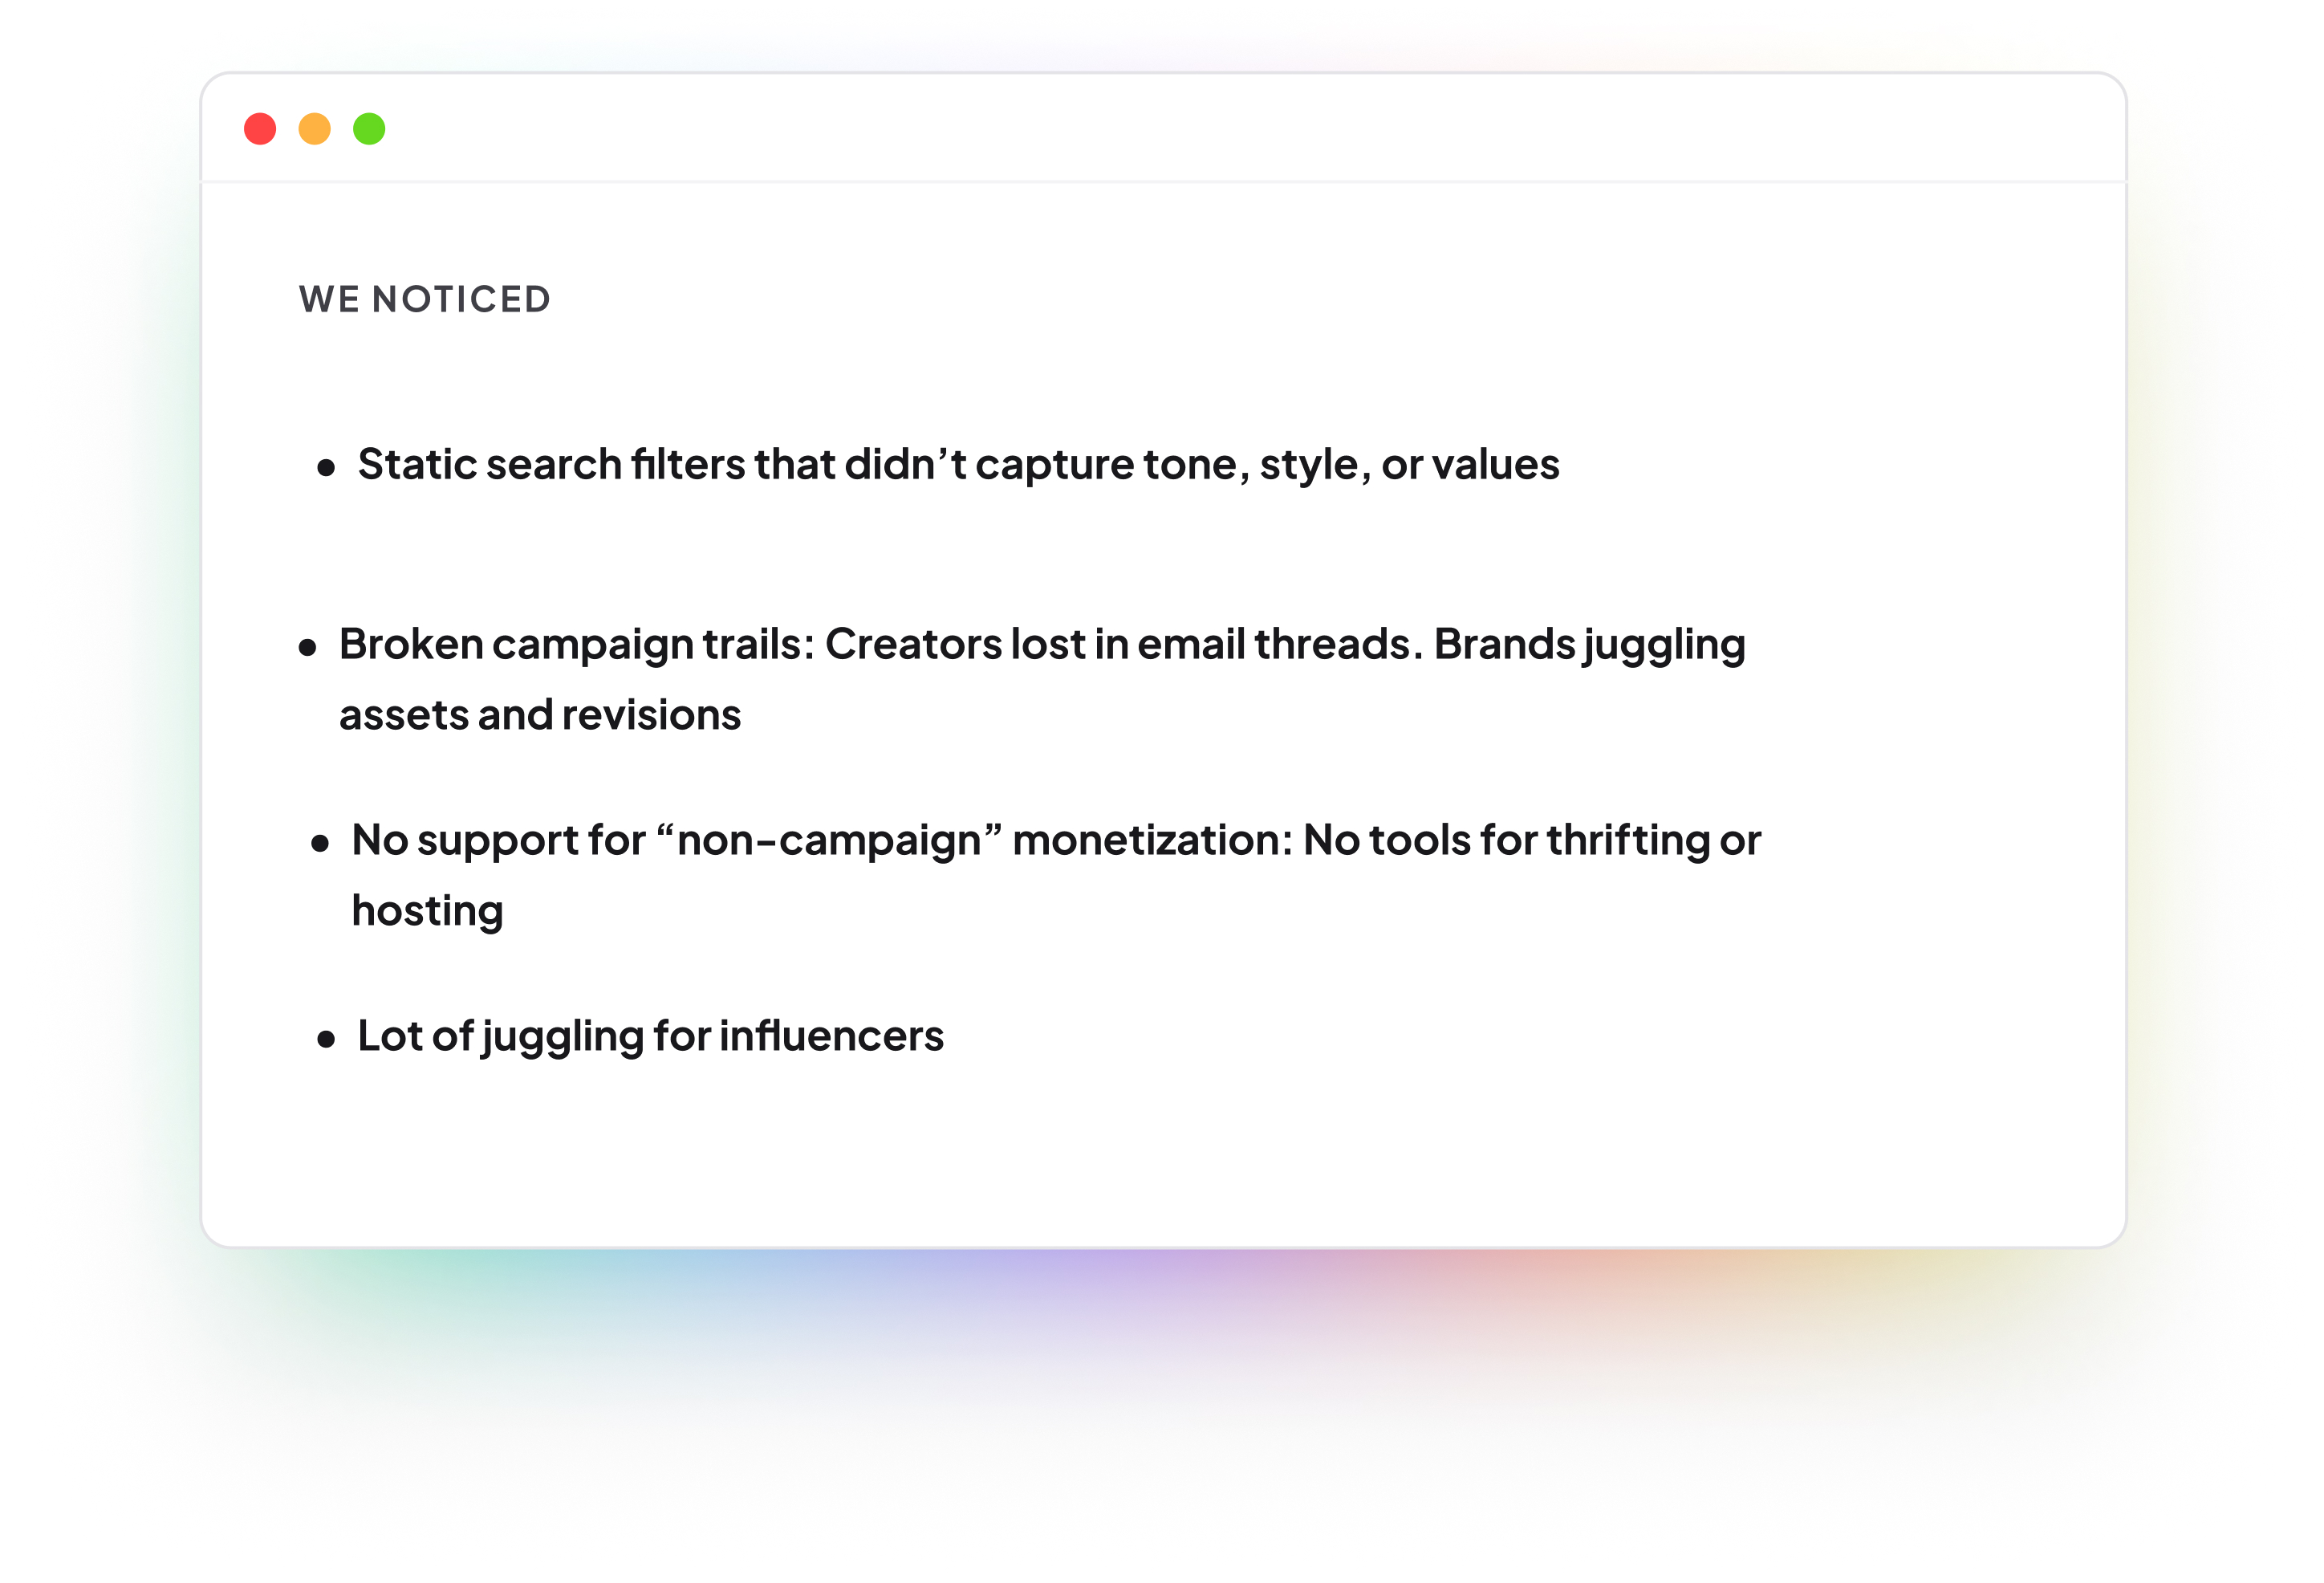 WE NOTICED
• Static search filters that didn’t capture tone, style, or values
• Broken campaign trails: Creators lost in email threads. Brands juggling
assets and revisions
• No support for “non-campaign” monetization: No tools for thrifting or
hosting
• Lot of juggling for influencers